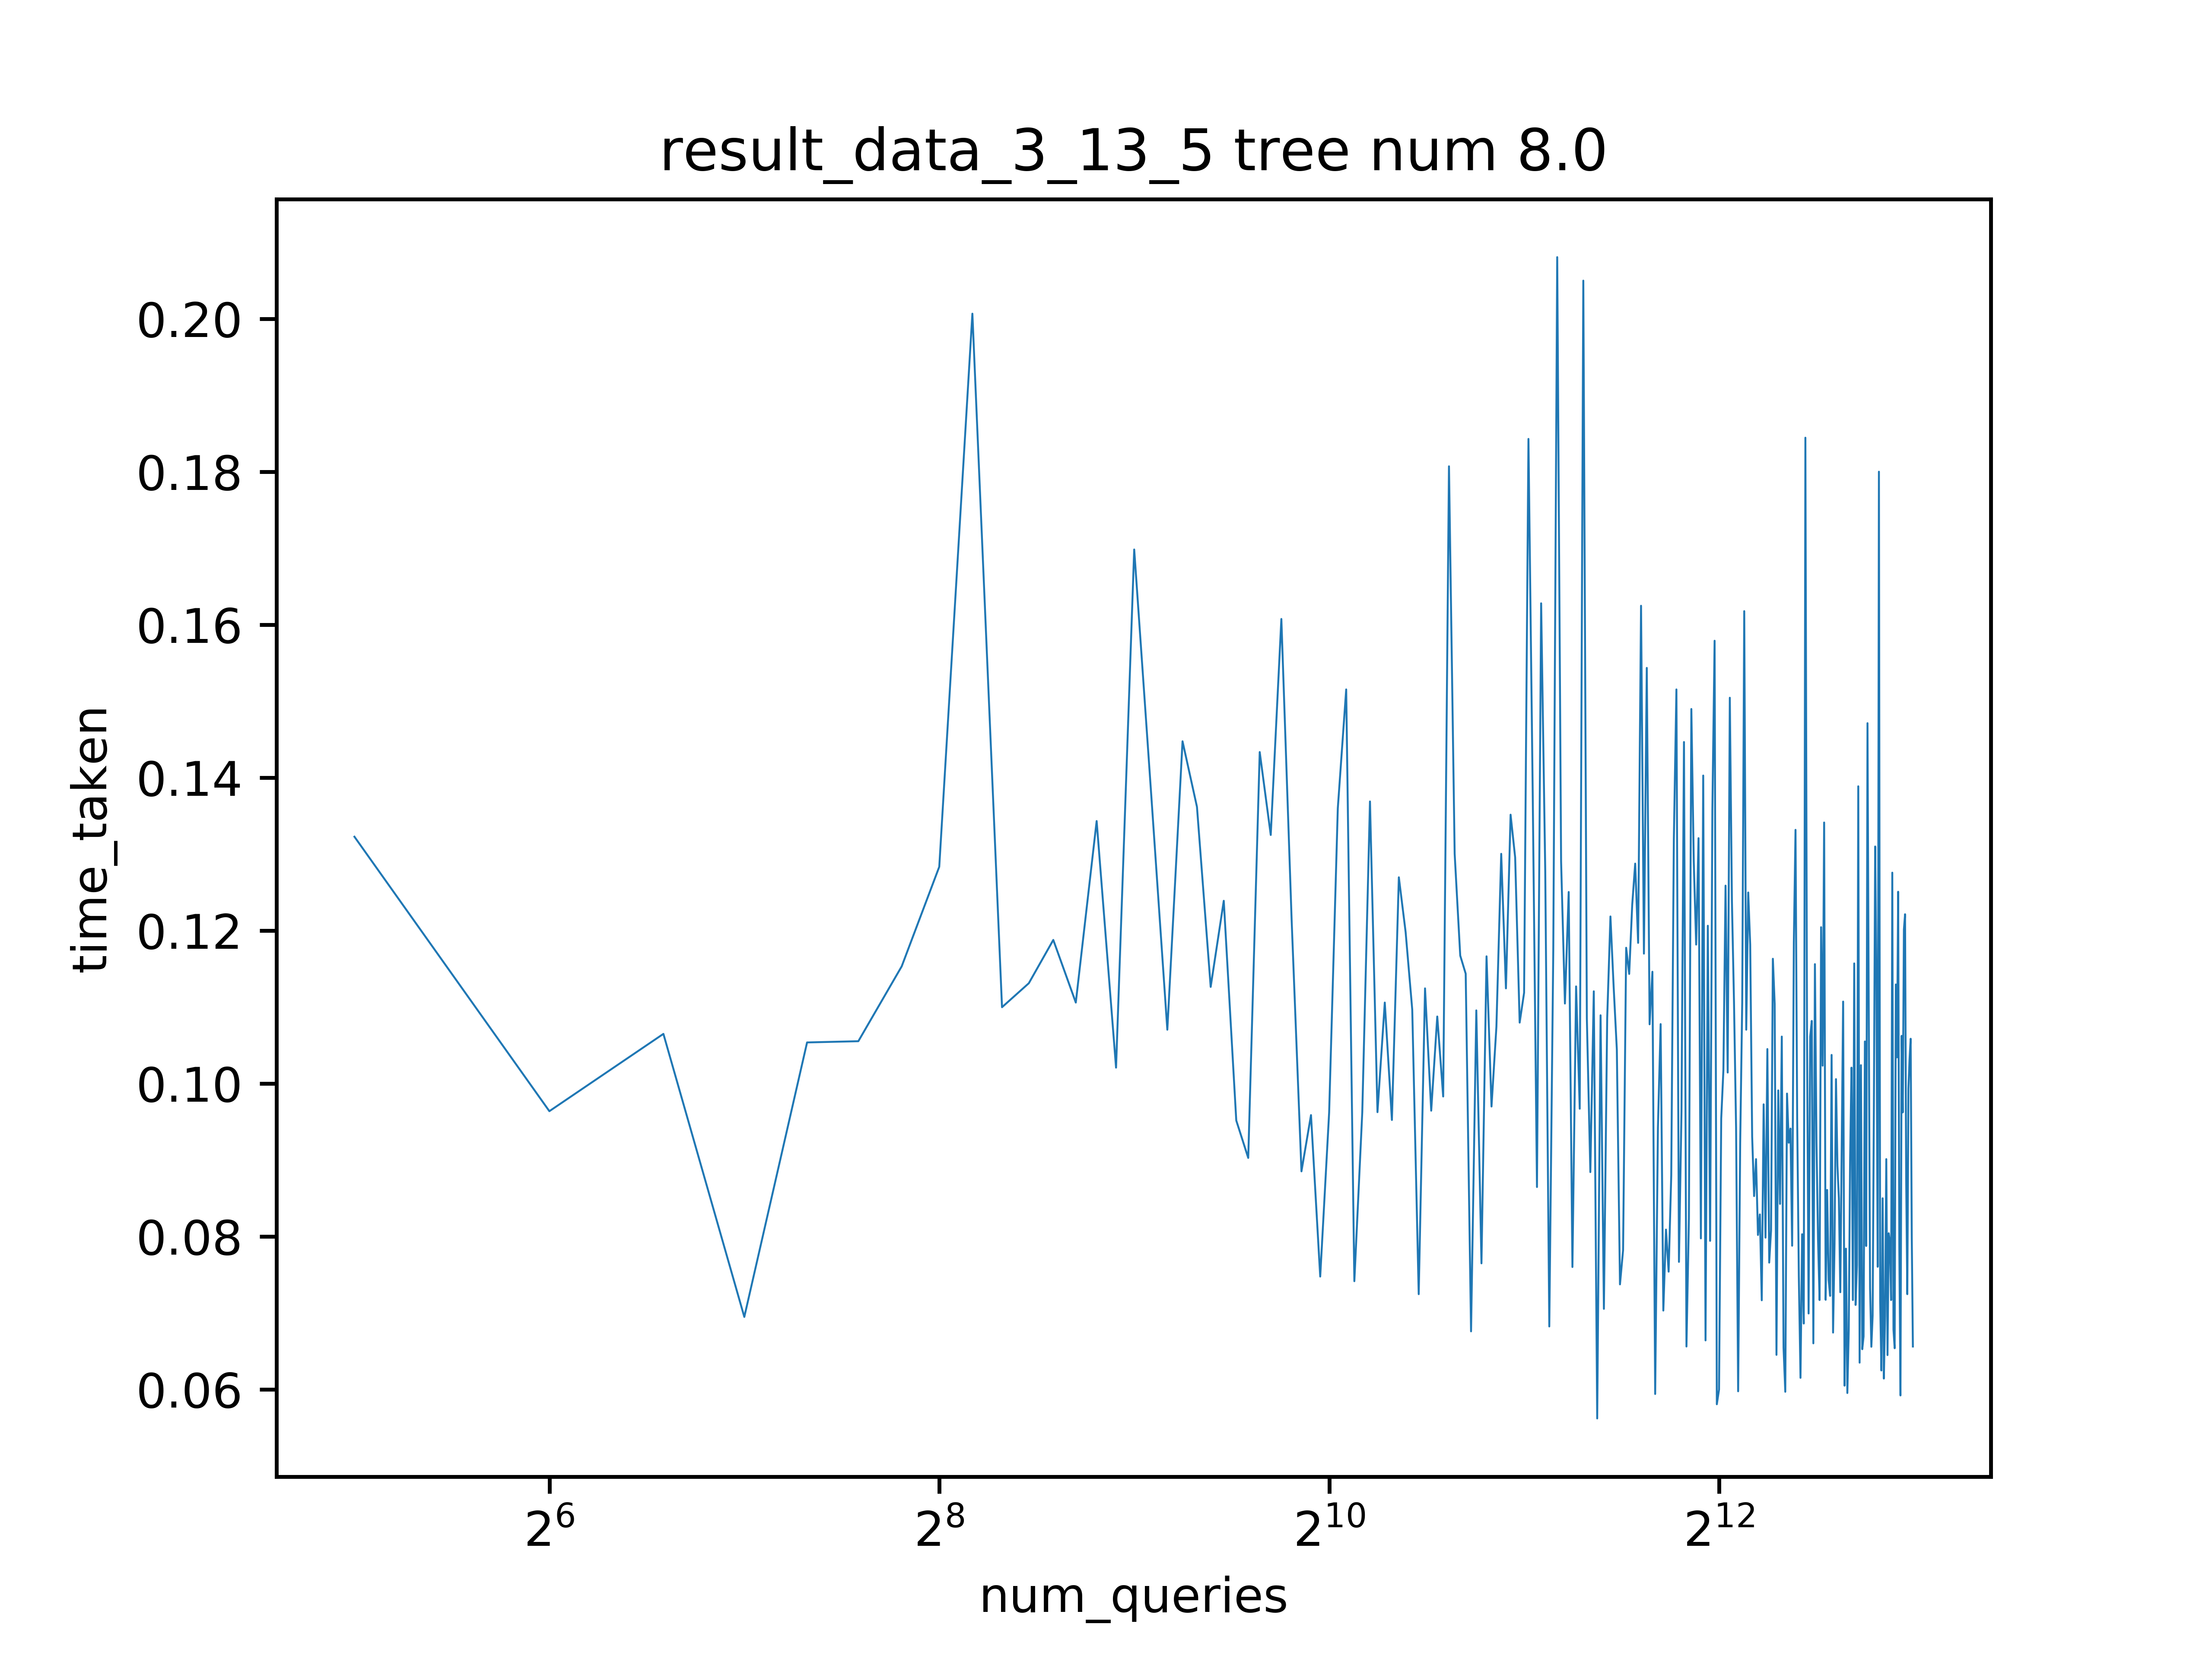 result_data_3_13_5 tree num 8.0
time_taken
0.20
0.18
0.16
0.14
0.12
0.10
0.08
0.06
2⁶ 2⁸ 2¹⁰ 2¹²
num_queries